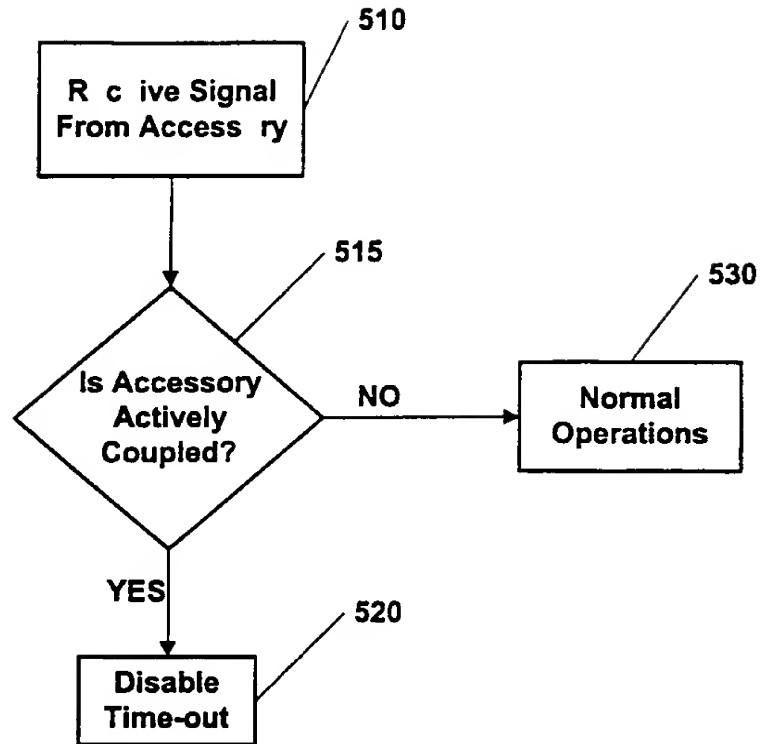 510
R c ive Signal
From Access ry
515
Is Accessory
Actively
Coupled?
NO
530
Normal
Operations
YES
520
Disable
Time-out